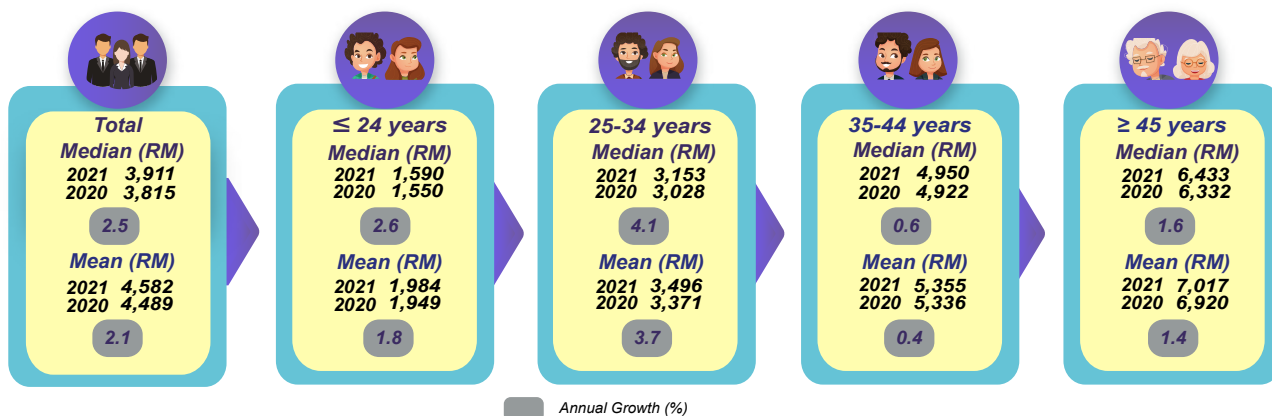 Total
Median (RM)
2021 3,911
2020 3,815
2.5
Mean (RM)
2021 4,582
2020 4,489
2.1
≤ 24 years
Median (RM)
2021 1,590
2020 1,550
2.6
Mean (RM)
2021 1,984
2020 1,949
1.8
25-34 years
Median (RM)
2021 3,153
2020 3,028
4.1
Mean (RM)
2021 3,496
2020 3,371
3.7
35-44 years
Median (RM)
2021 4,950
2020 4,922
0.6
Mean (RM)
2021 5,355
2020 5,336
0.4
≥ 45 years
Median (RM)
2021 6,433
2020 6,332
1.6
Mean (RM)
2021 7,017
2020 6,920
1.4
Annual Growth (%)